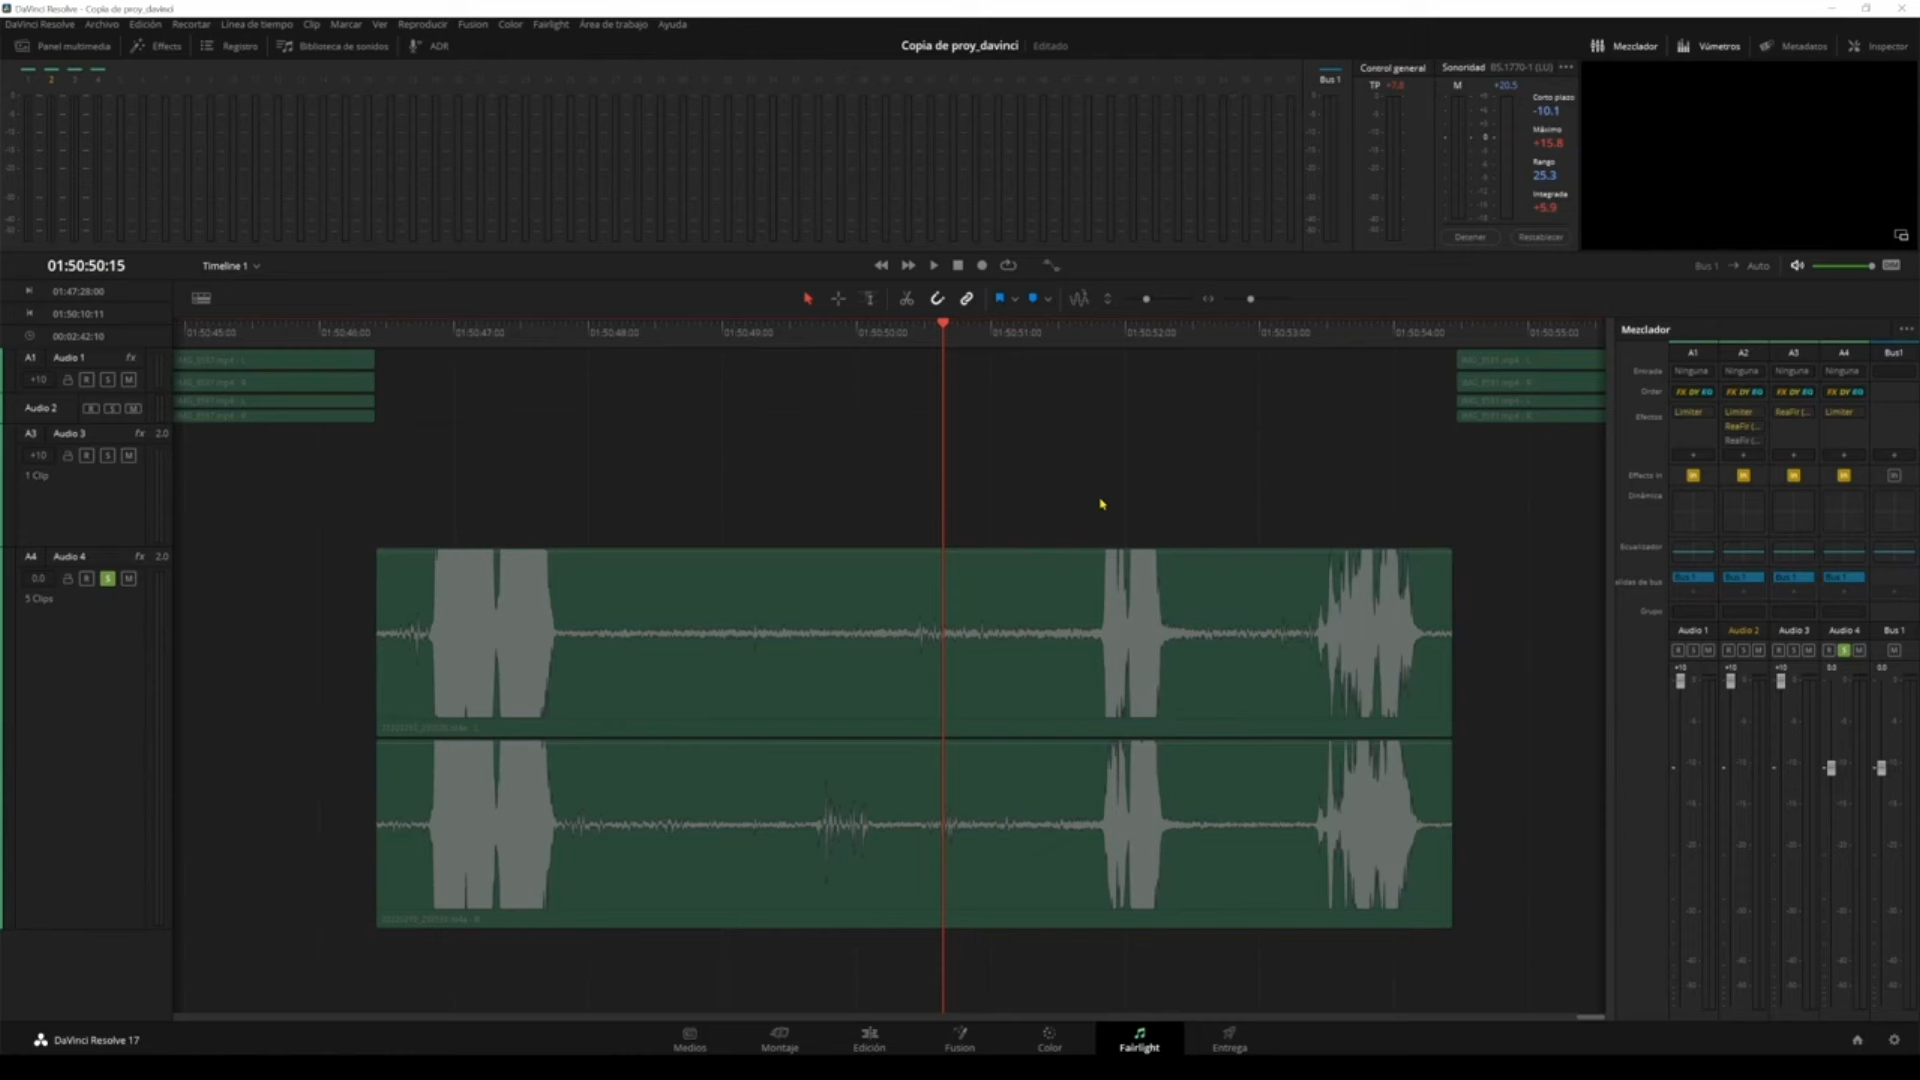 DaVinci Resolve - Copia de proy_davinci
DaVinci Resolve Archivo Edición Recortar Línea de tiempo Clip Marcar Ver Reproducir Fusion Color Fairlight Área de trabajo Ayuda
Panel multimedia Effects Registro Biblioteca de sonidos ADR Copia de proy_davinci Editado Mezclador Vúmetros Metadatos Inspector
Bus 1 Control general Sonoridad BS.1770-1 (LU)
TP +7.8 M +20.5
Corto plazo
-10.1
Máximo
+15.8
Rango
25.3
Integrada
+5.9
Detener Restablecer
01:50:50:15 Timeline 1 Bus 1 Auto DIM
01:47:28:00
01:50:10:11
00:02:42:10
01:50:45:00 01:50:46:00 01:50:47:00 01:50:48:00 01:50:49:00 01:50:50:00 01:50:51:00 01:50:52:00 01:50:53:00 01:50:54:00 01:50:55:00
A1 Audio 1 fx
+10 R S M
Audio 2 R S M
A3 Audio 3 fx 2.0
+10 R S M
1 Clip
A4 Audio 4 fx 2.0
0.0 R S M
5 Clips
Mezclador
A1 A2 A3 A4 Bus1
Entrada Ninguna Ninguna Ninguna Ninguna
Order FX DY EQ FX DY EQ FX DY EQ FX DY EQ
Efectos Limiter Limiter ReaFir (... Limiter
ReaFir (...
ReaFir (...
Effects In
Dinámica
Ecualizador
Bus 1 Bus 1 Bus 1 Bus 1
Grupo
Audio 1 Audio 2 Audio 3 Audio 4 Bus 1
R S M R S M R S M R S M M
+10 +10 +10 0.0 0.0
DaVinci Resolve 17
Medios Montaje Edición Fusion Color Fairlight Entrega